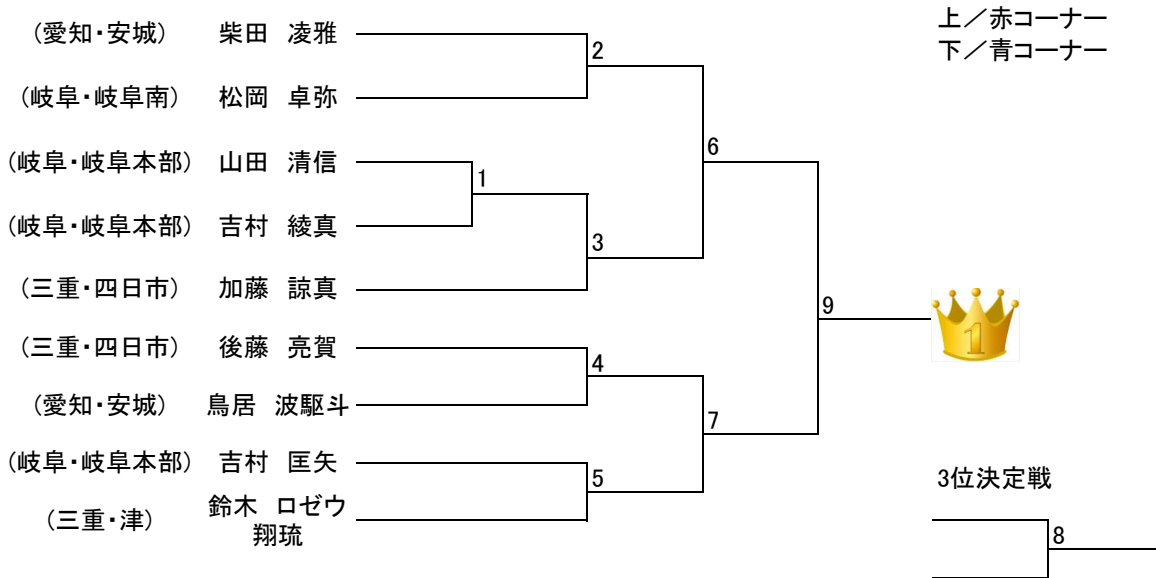 上／赤コーナー
下／青コーナー
(愛知・安城) 柴田 凌雅
2
(岐阜・岐阜南) 松岡 卓弥
6
(岐阜・岐阜本部) 山田 清信
1
(岐阜・岐阜本部) 吉村 綾真
3
(三重・四日市) 加藤 諒真
9
1
(三重・四日市) 後藤 亮賀
4
(愛知・安城) 鳥居 波駆斗
7
(岐阜・岐阜本部) 吉村 匡矢
5
(三重・津) 鈴木 ロゼウ
翔琉
3位決定戦
8